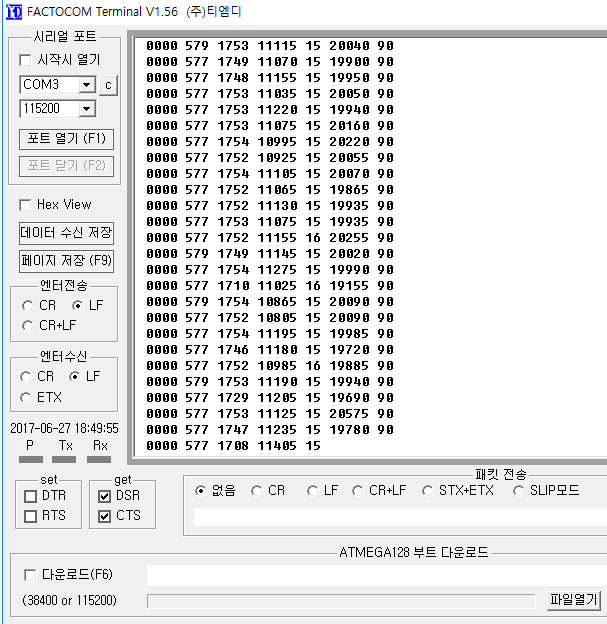 FACTOCOM Terminal V1.56 (주)티엠디
시리얼 포트
시작시 열기
COM3 c
115200
포트 열기 (F1)
포트 닫기 (F2)
Hex View
데이터 수신 저장
페이지 저장 (F9)
엔터전송
CR LF
CR+LF
엔터수신
CR LF
ETX
2017-06-27 18:49:55
P Tx Rx
0000 579 1753 11115 15 20040 90
0000 577 1749 11070 15 19900 90
0000 577 1748 11155 15 19950 90
0000 577 1753 11035 15 20050 90
0000 577 1753 11220 15 19940 90
0000 577 1753 11075 15 20160 90
0000 577 1754 10995 15 20220 90
0000 577 1752 10925 15 20055 90
0000 577 1754 11105 15 20070 90
0000 577 1752 11065 15 19865 90
0000 577 1752 11130 15 19935 90
0000 577 1753 11075 15 19935 90
0000 577 1752 11155 16 20255 90
0000 579 1749 11145 15 20020 90
0000 577 1754 11275 15 19990 90
0000 577 1710 11025 16 19155 90
0000 579 1754 10865 15 20090 90
0000 577 1752 10805 15 20090 90
0000 577 1754 11195 15 19985 90
0000 577 1746 11180 15 19720 90
0000 577 1752 10985 16 19885 90
0000 579 1753 11190 15 19940 90
0000 577 1729 11205 15 19690 90
0000 577 1753 11125 15 20575 90
0000 577 1747 11235 15 19780 90
0000 577 1708 11405 15
set
DTR
RTS
get
DSR
CTS
패킷 전송
없음 CR LF CR+LF STX+ETX SLIP모드
ATMEGA128 부트 다운로드
다운로드(F6)
(38400 or 115200) 파일열기